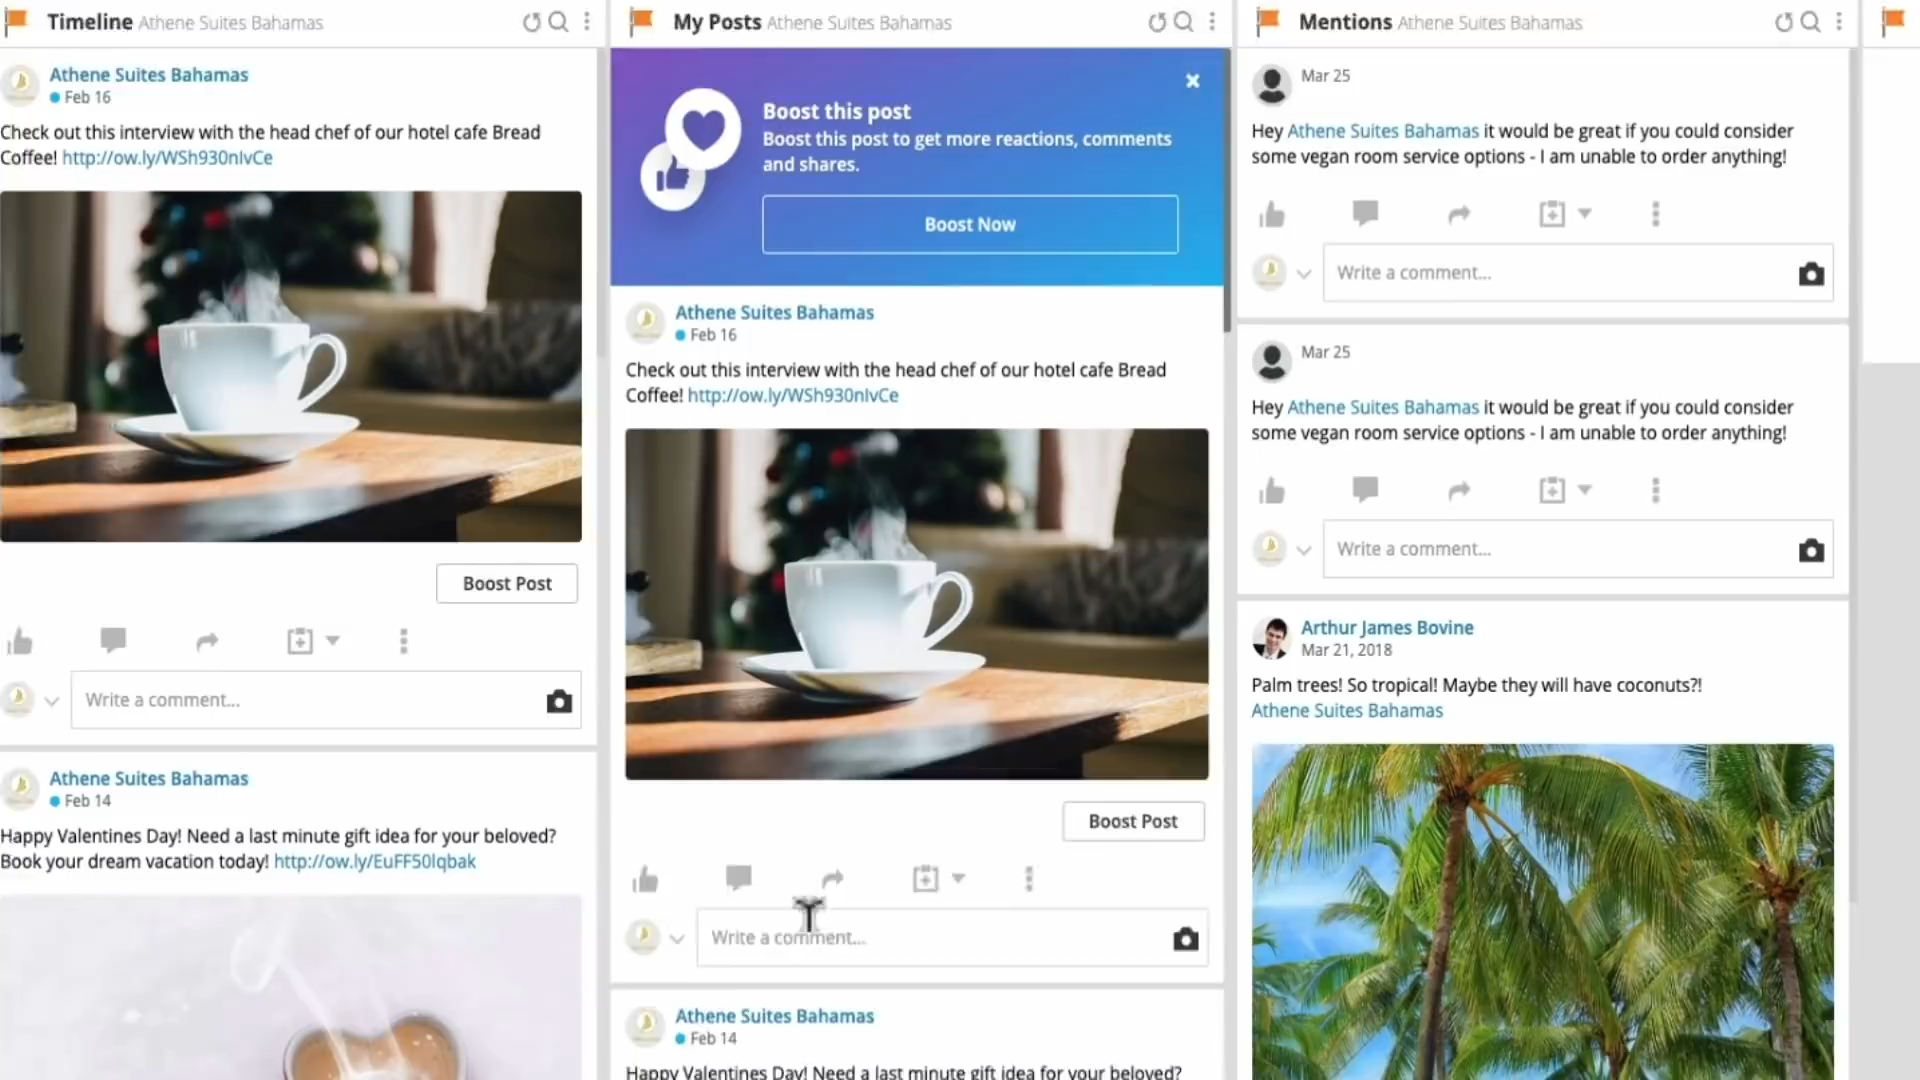 Timeline Athene Suites Bahamas
Athene Suites Bahamas
Feb 16
Check out this interview with the head chef of our hotel cafe Bread
Coffee! http://ow.ly/WSh930nIvCe
Boost Post
Write a comment...
Athene Suites Bahamas
Feb 14
Happy Valentines Day! Need a last minute gift idea for your beloved?
Book your dream vacation today! http://ow.ly/EuFF50lqbak
My Posts Athene Suites Bahamas
Boost this post
Boost this post to get more reactions, comments
and shares.
Boost Now
Athene Suites Bahamas
Feb 16
Check out this interview with the head chef of our hotel cafe Bread
Coffee! http://ow.ly/WSh930nIvCe
Boost Post
Write a comment...
Athene Suites Bahamas
Feb 14
Happy Valentines Day! Need a last minute gift idea for your beloved?
Mentions Athene Suites Bahamas
Mar 25
Hey Athene Suites Bahamas it would be great if you could consider
some vegan room service options - I am unable to order anything!
Write a comment...
Mar 25
Hey Athene Suites Bahamas it would be great if you could consider
some vegan room service options - I am unable to order anything!
Write a comment...
Arthur James Bovine
Mar 21, 2018
Palm trees! So tropical! Maybe they will have coconuts?!
Athene Suites Bahamas